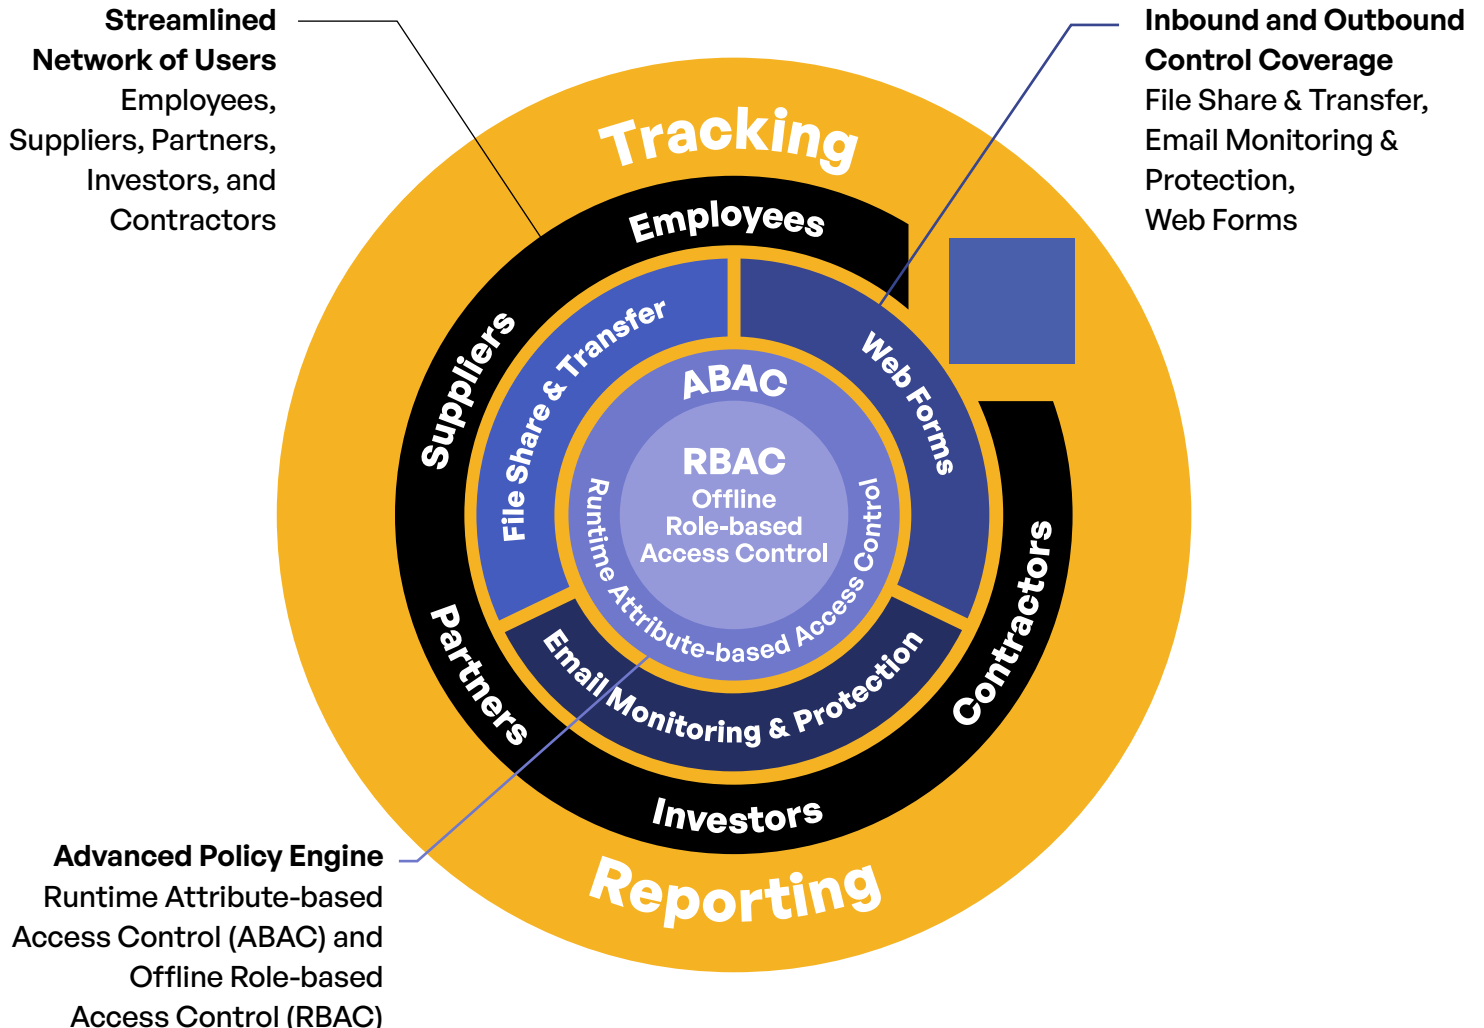 Streamlined
Network of Users
Employees,
Suppliers, Partners,
Investors, and
Contractors
Inbound and Outbound
Control Coverage
File Share & Transfer,
Email Monitoring &
Protection,
Web Forms
Tracking
Employees
Suppliers
Partners
Investors
Contractors
File Share & Transfer
Web Forms
Email Monitoring & Protection
ABAC
Runtime Attribute-based Access Control
RBAC
Offline
Role-based
Access Control
Reporting
Advanced Policy Engine
Runtime Attribute-based
Access Control (ABAC) and
Offline Role-based
Access Control (RBAC)